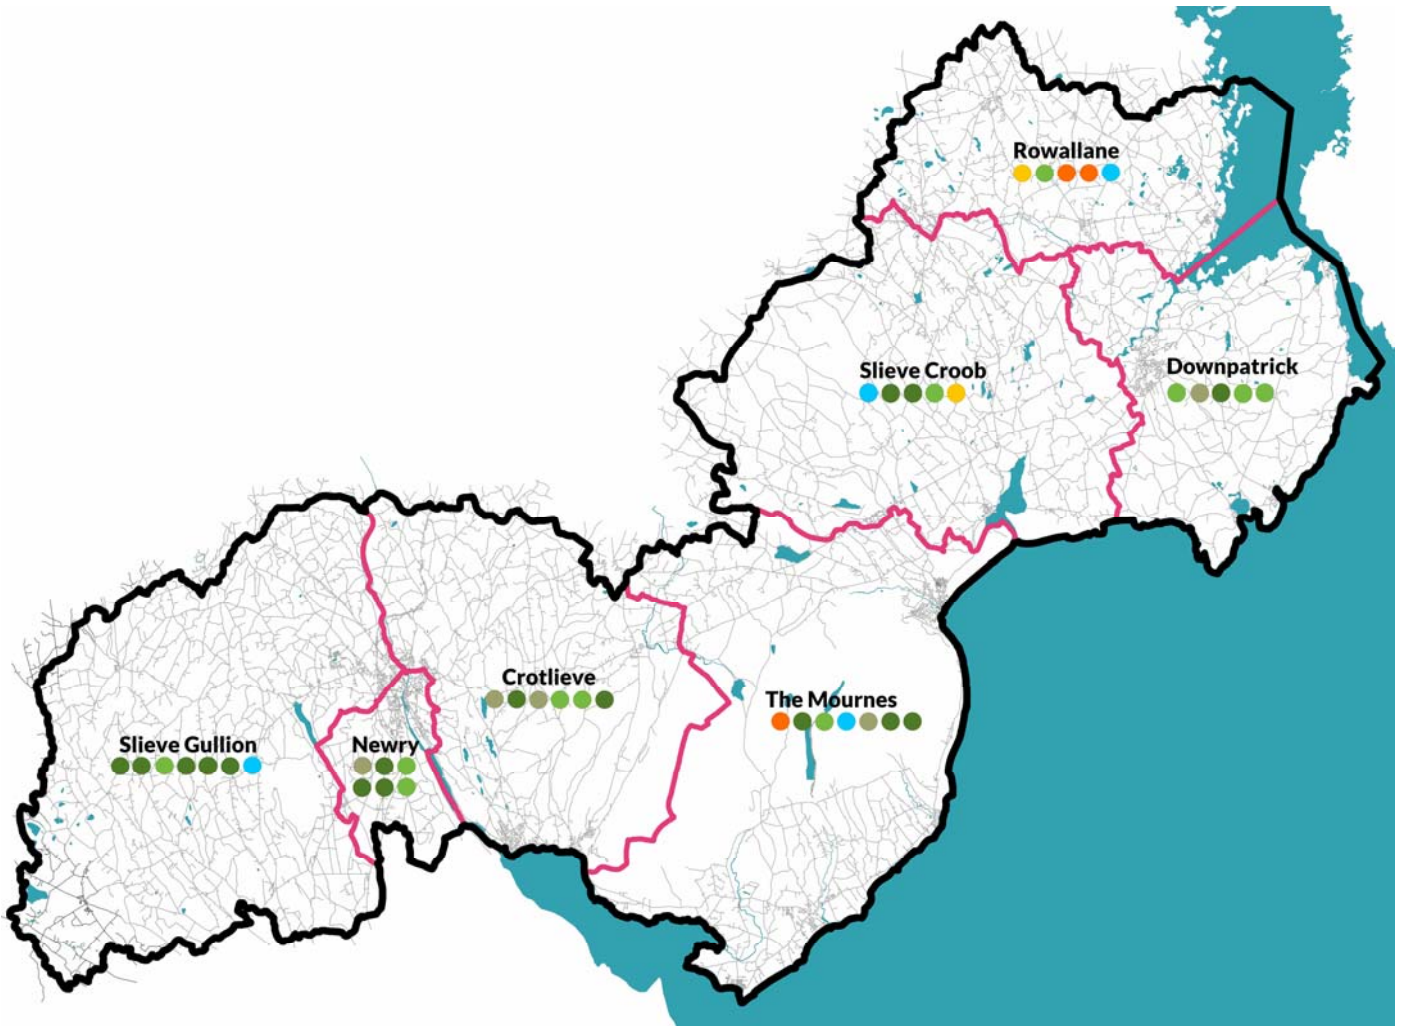 Rowallane
Slieve Croob
Downpatrick
Crotlieve
The Mournes
Slieve Gullion
Newry